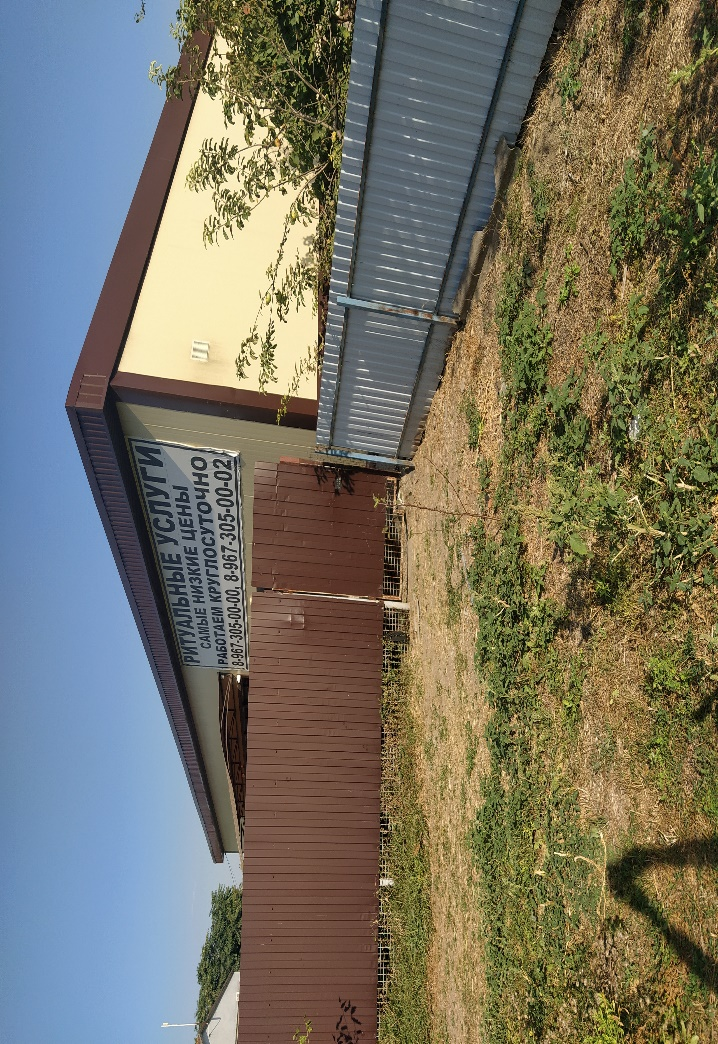 РИТУАЛЬНЫЕ УСЛУГИ
САМЫЕ НИЗКИЕ ЦЕНЫ
РАБОТАЕМ КРУГЛОСУТОЧНО
8-967-305-00-00, 8-967-305-00-02